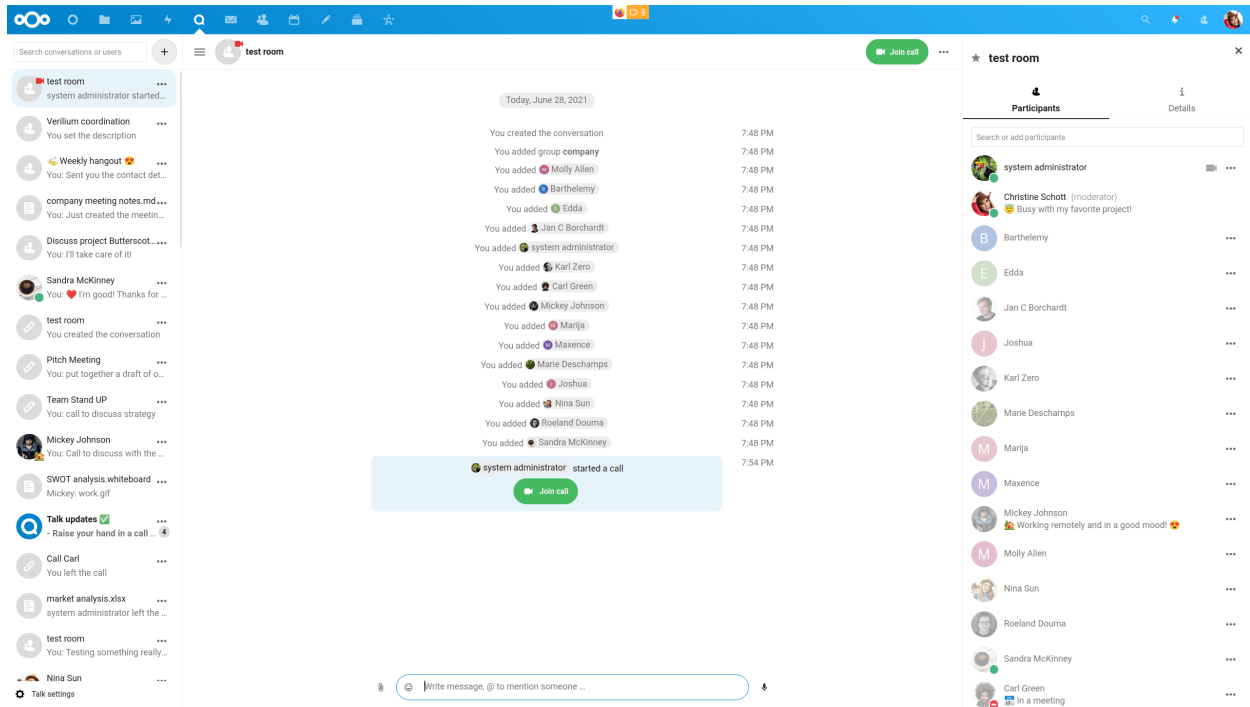 Search conversations or users
+
test room
system administrator started...
Verilium coordination
You set the description
👋 Weekly hangout 😍
You: Sent you the contact det...
company meeting notes.md...
You: Just created the meetin...
Discuss project Butterscot...
You: I'll take care of it!
Sandra McKinney
You: ❤️ I'm good! Thanks for ...
test room
You created the conversation
Pitch Meeting
You: put together a draft of o...
Team Stand UP
You: call to discuss strategy
Mickey Johnson
You: Call to discuss with the ...
SWOT analysis.whiteboard
Mickey: work.gif
Talk updates ✅
- Raise your hand in a call ... 4
Call Carl
You left the call
market analysis.xlsx
system administrator left the ...
test room
You: Testing something really...
Nina Sun
Talk settings
test room
Join call
Today, June 28, 2021
You created the conversation 7:48 PM
You added group company 7:48 PM
You added M Molly Allen 7:48 PM
You added B Barthelemy 7:48 PM
You added E Edda 7:48 PM
You added Jan C Borchardt 7:48 PM
You added system administrator 7:48 PM
You added Karl Zero 7:48 PM
You added Carl Green 7:48 PM
You added Mickey Johnson 7:48 PM
You added M Marija 7:48 PM
You added M Maxence 7:48 PM
You added Marie Deschamps 7:48 PM
You added J Joshua 7:48 PM
You added Nina Sun 7:48 PM
You added Roeland Douma 7:48 PM
You added Sandra McKinney 7:48 PM
system administrator started a call 7:54 PM
Join call
Write message, @ to mention someone ...
test room
Participants
Details
Search or add participants
system administrator
Christine Schott (moderator)
😇 Busy with my favorite project!
B Barthelemy
E Edda
Jan C Borchardt
J Joshua
Karl Zero
Marie Deschamps
M Marija
M Maxence
Mickey Johnson
🏡 Working remotely and in a good mood! 😍
M Molly Allen
Nina Sun
Roeland Douma
Sandra McKinney
Carl Green
📅 In a meeting